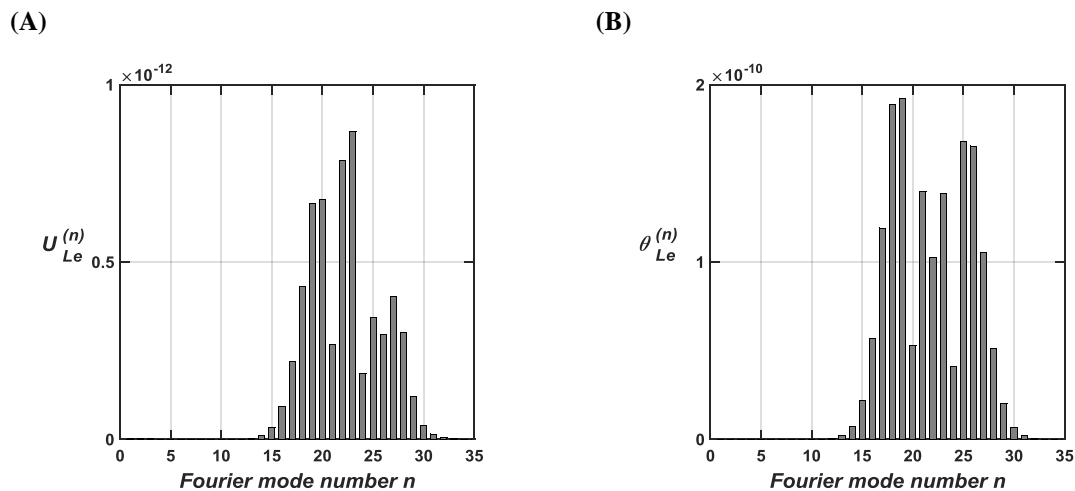 (A)
(B)
1 ×10⁻¹²
0.5
0
U_Le^(n)
0 5 10 15 20 25 30 35
Fourier mode number n
2 ×10⁻¹⁰
1
0
θ_Le^(n)
0 5 10 15 20 25 30 35
Fourier mode number n